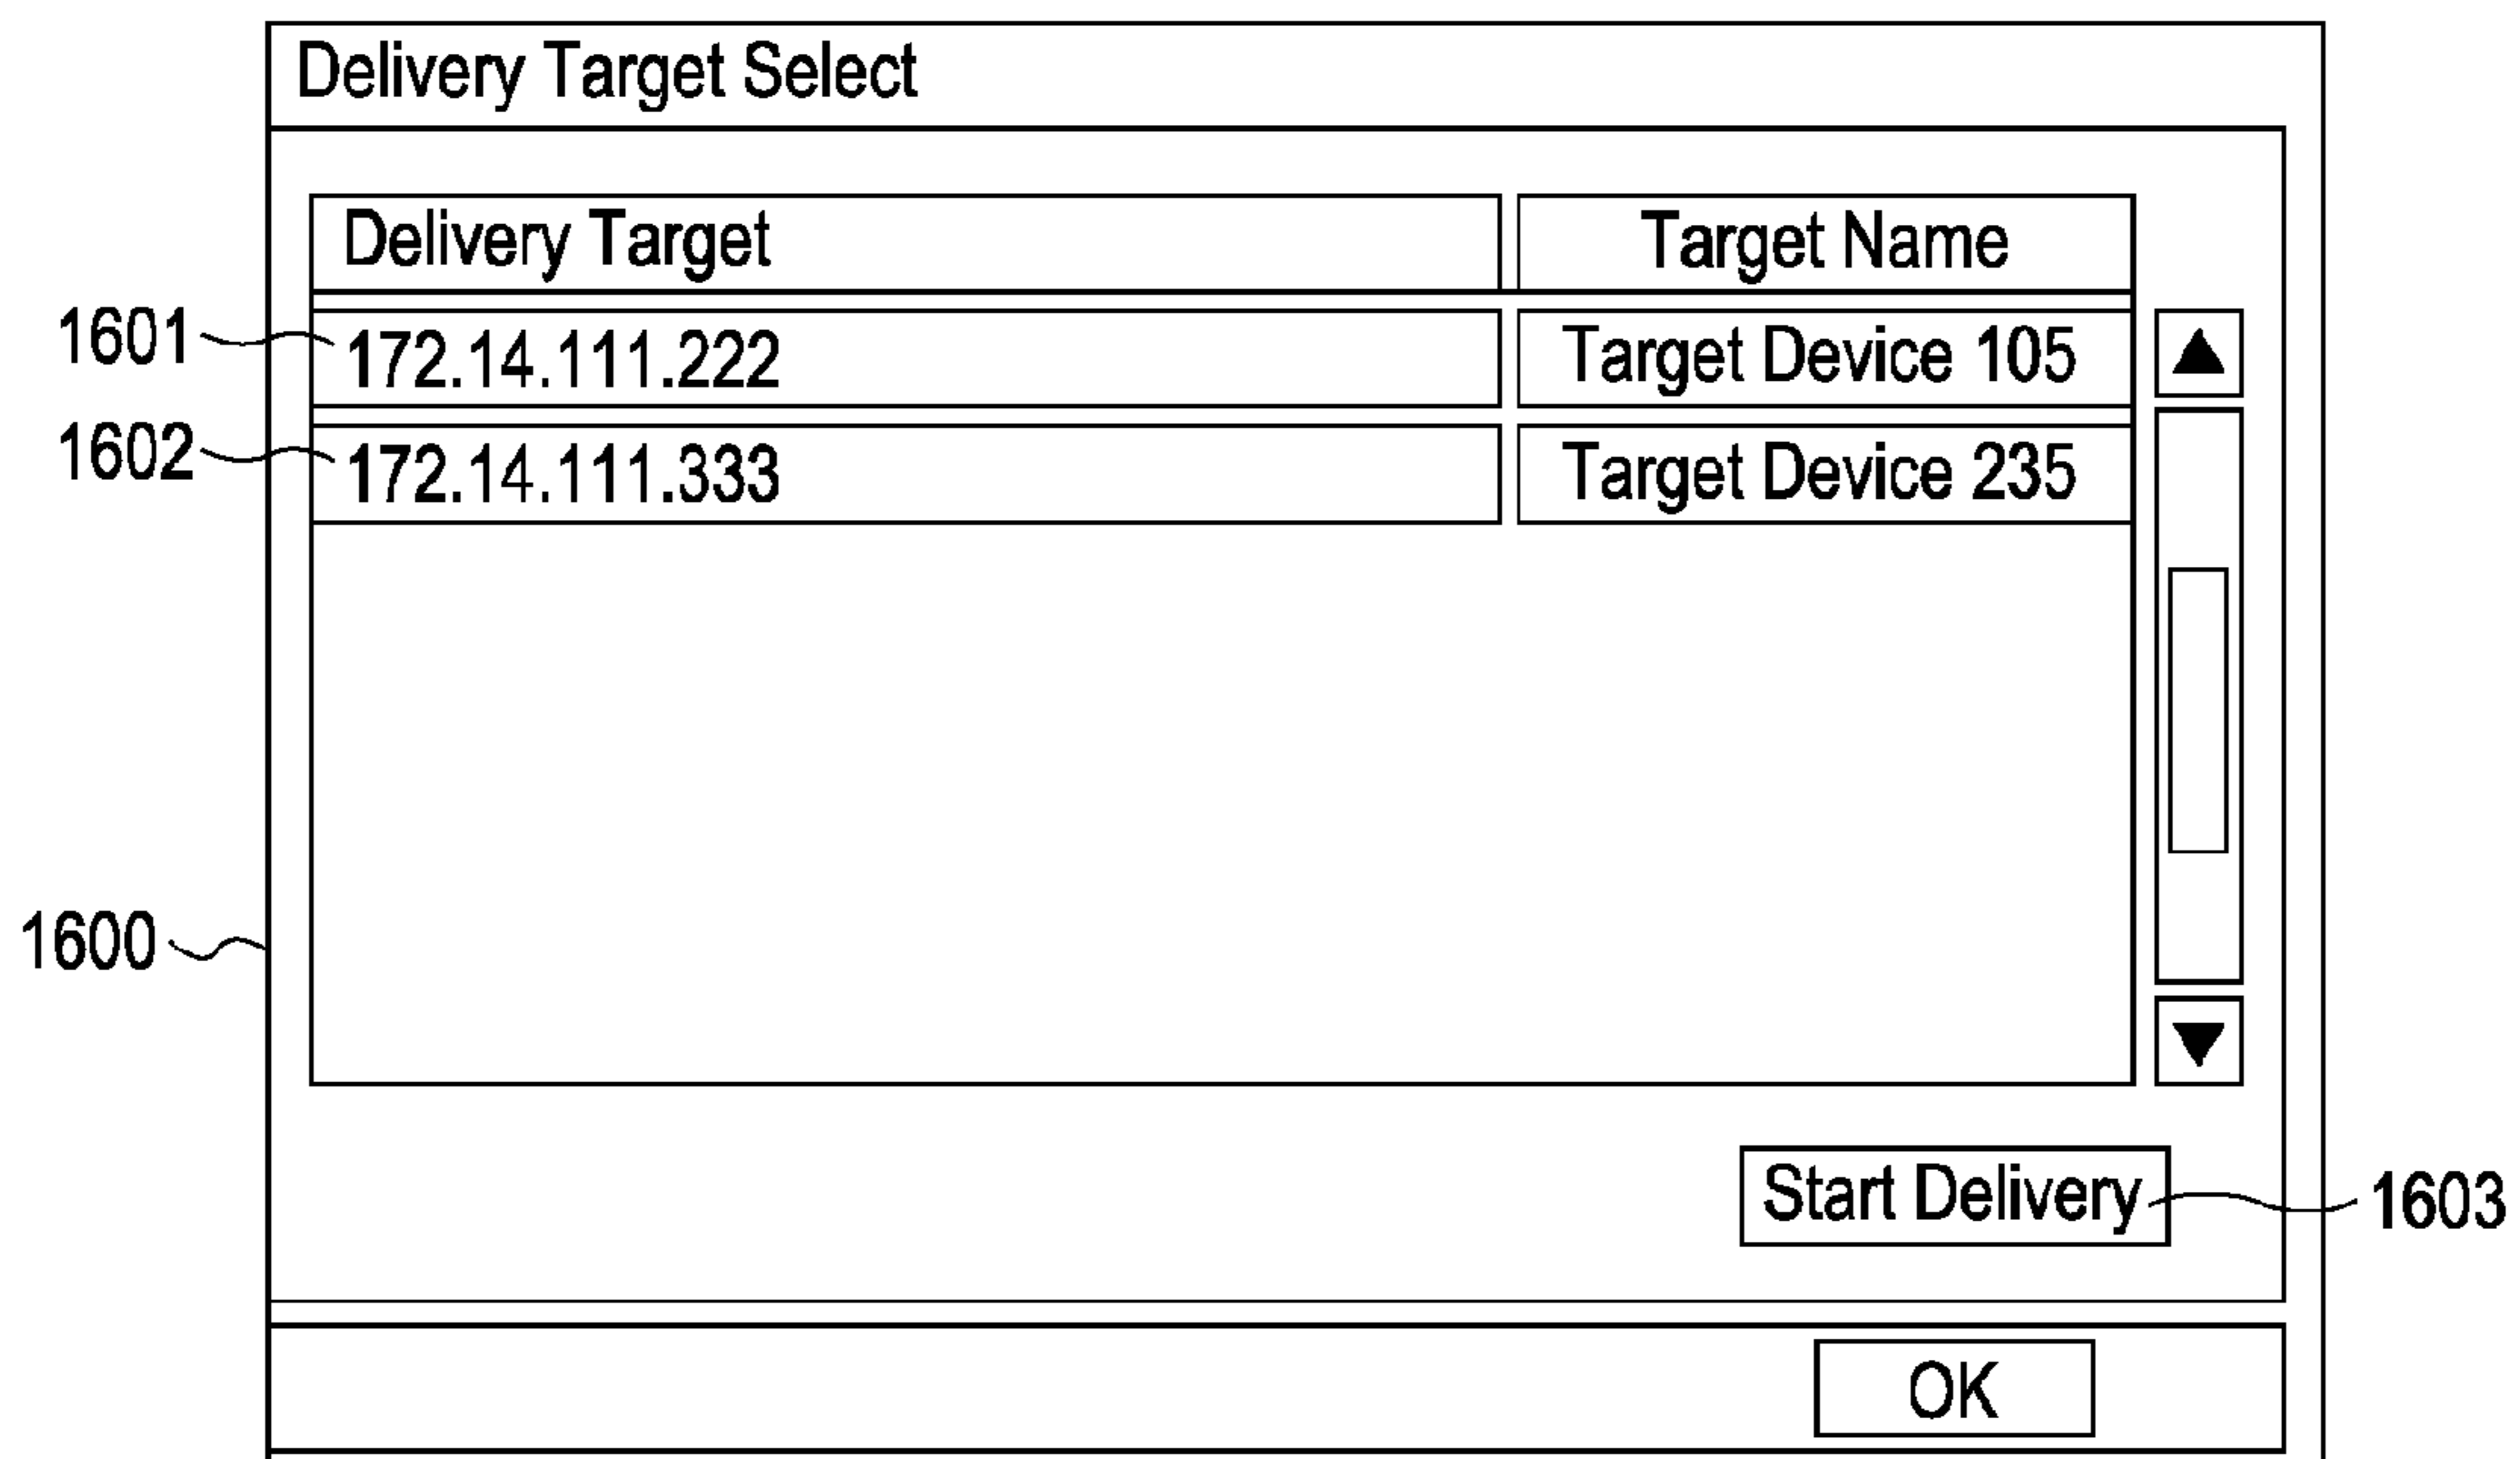 Delivery Target Select
Delivery Target Target Name
1601 172.14.111.222 Target Device 105
1602 172.14.111.333 Target Device 235
1600
Start Delivery 1603
OK